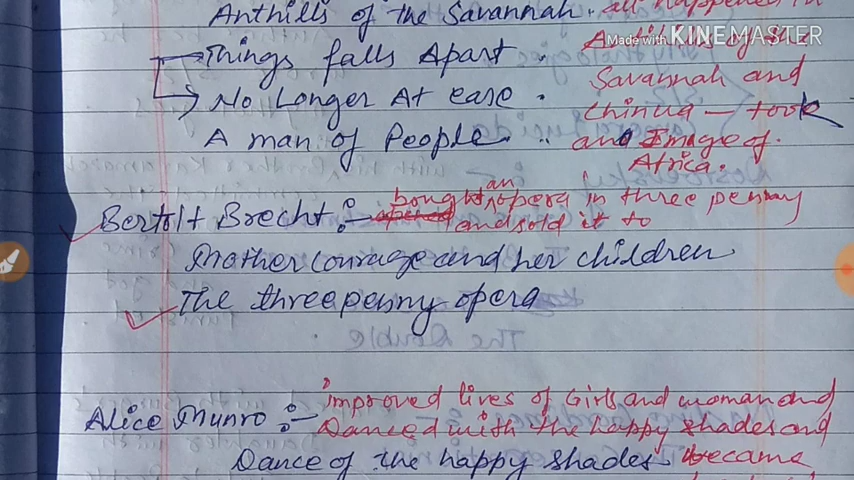 Anthills of the Savannah. all happened in
Things falls Apart. Anthills of the
No Longer At ease. Savannah and
Chinua — took
A man of People. and Image of
Africa.
Made with KINEMASTER
Bertolt Brecht :- bought an opera in three penny
and sold it to
Mother courage and her children
The threepenny opera
The Double
Alice Munro :- improved lives of Girls and woman and
Danced with the happy shades and
Dance of the happy shades. became